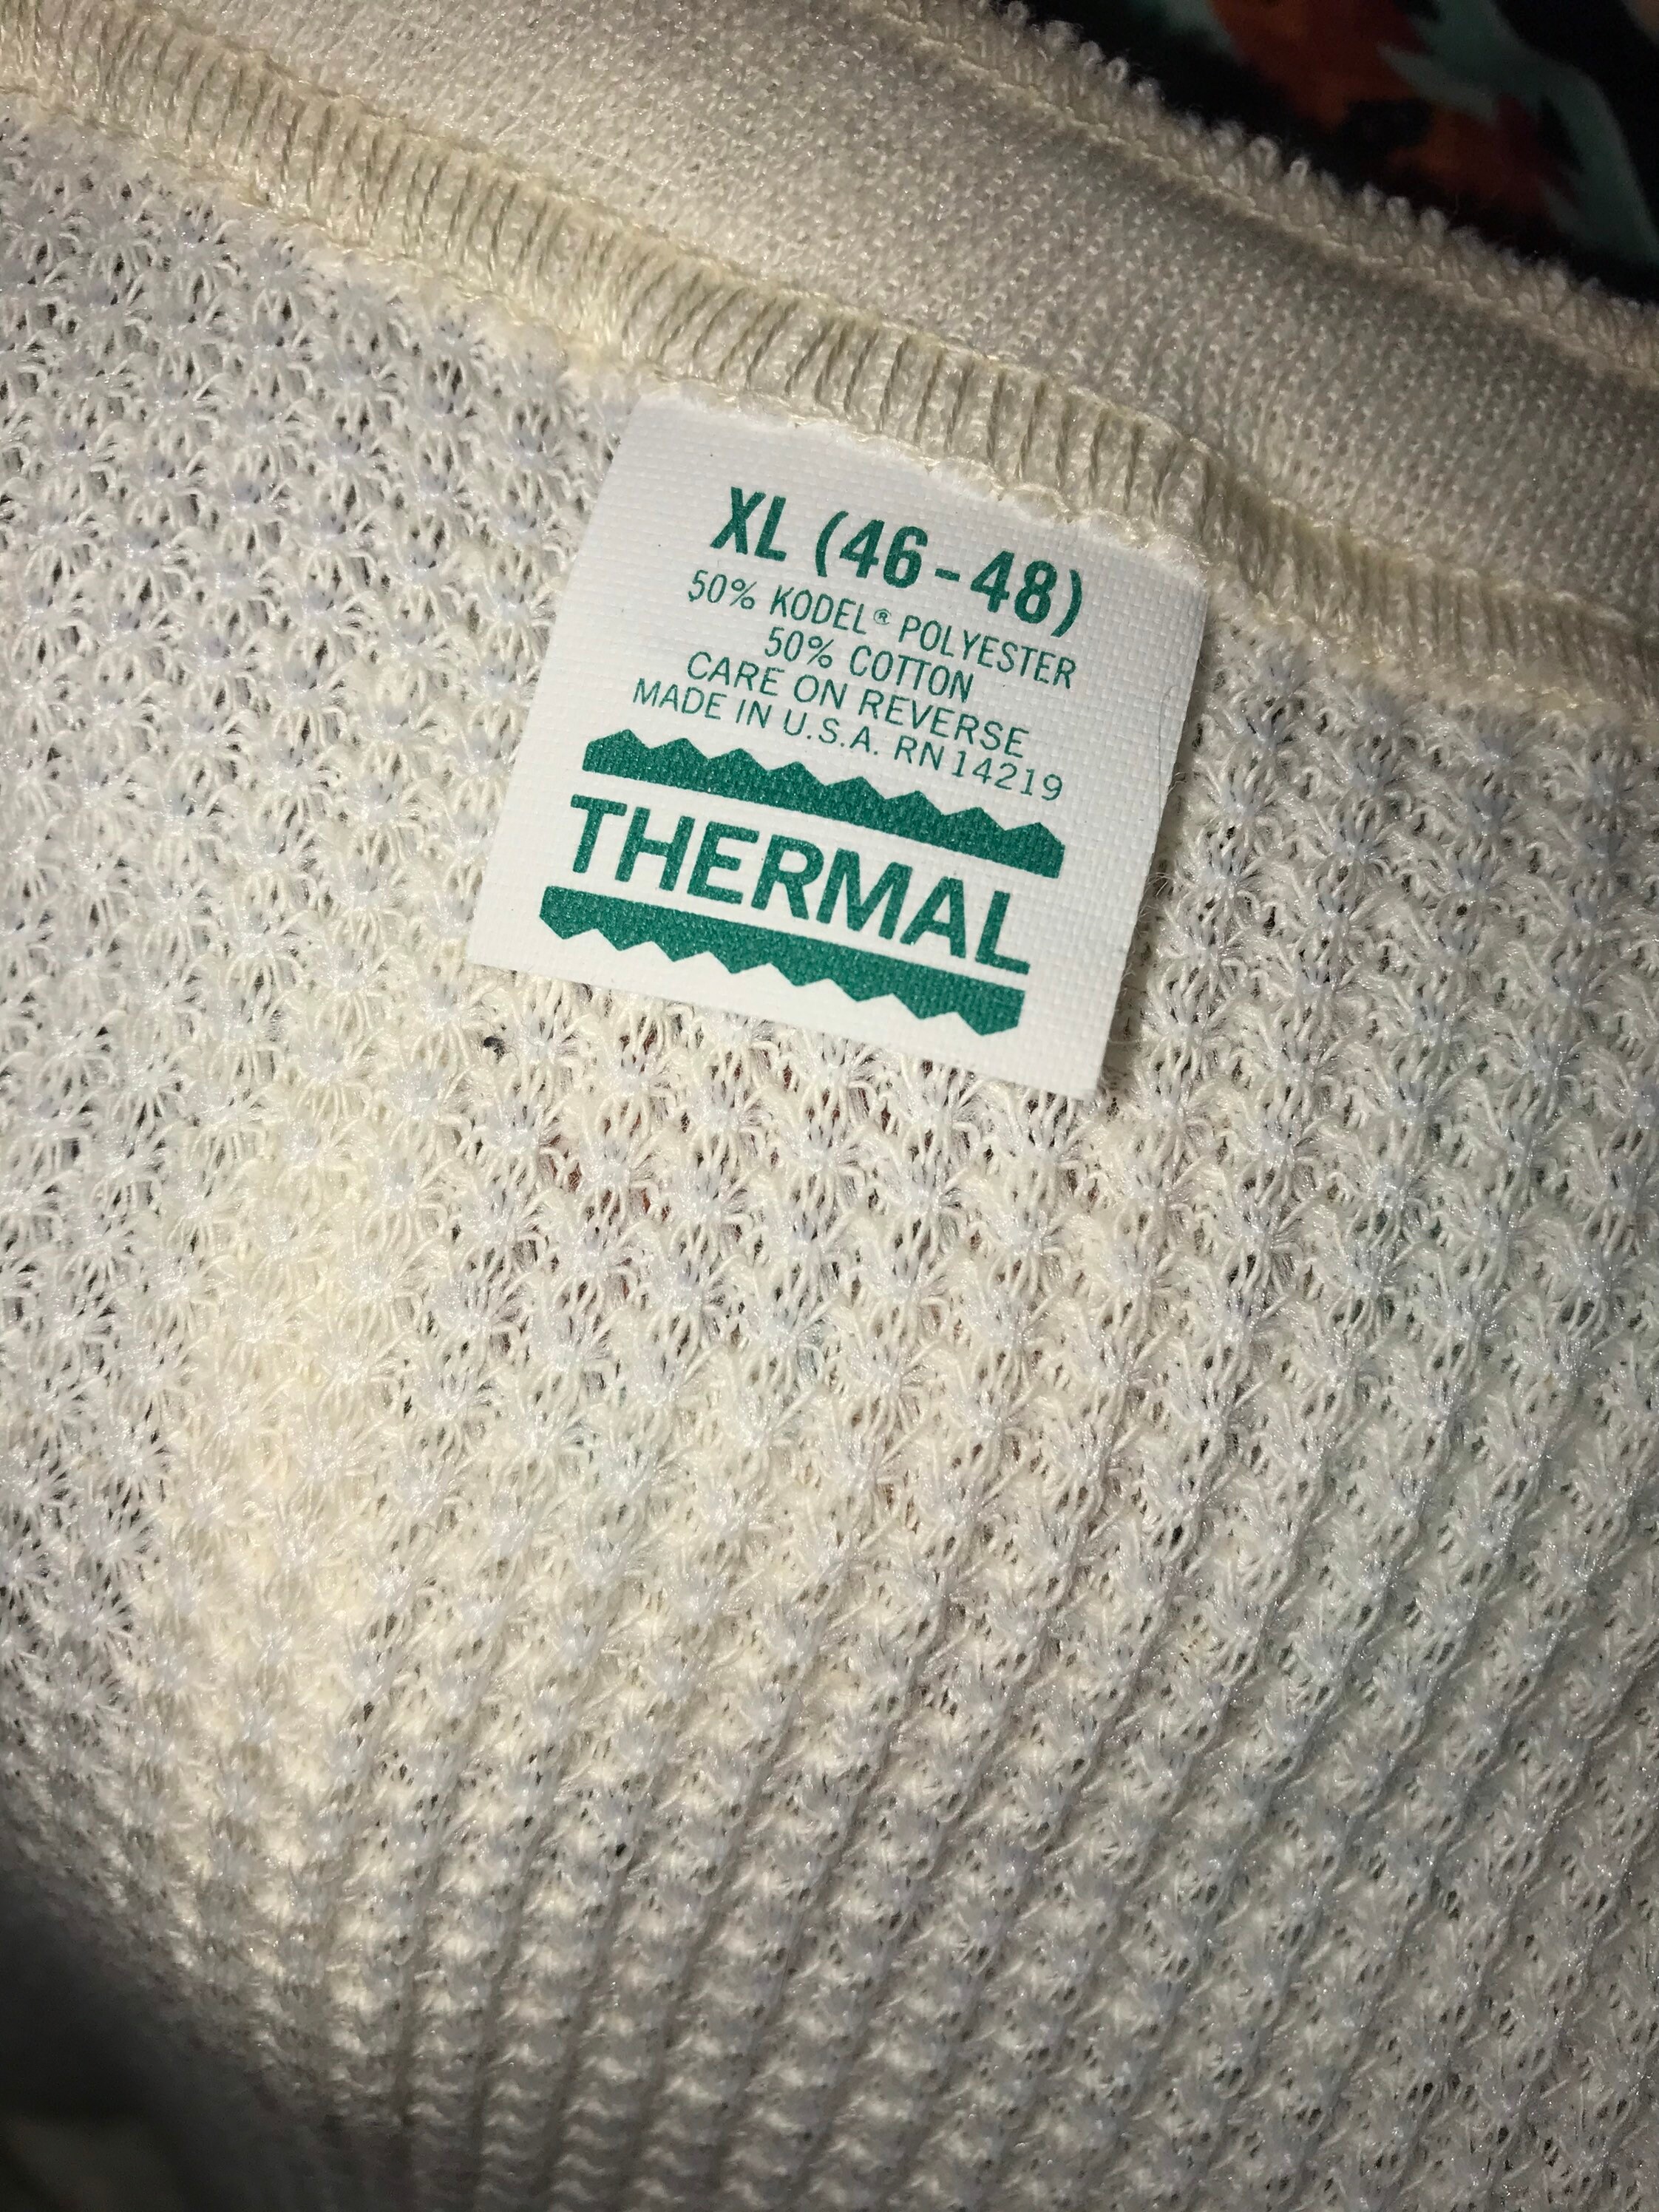 XL (46-48)
50% KODEL® POLYESTER
50% COTTON
CARE ON REVERSE
MADE IN U.S.A. RN 14219
THERMAL